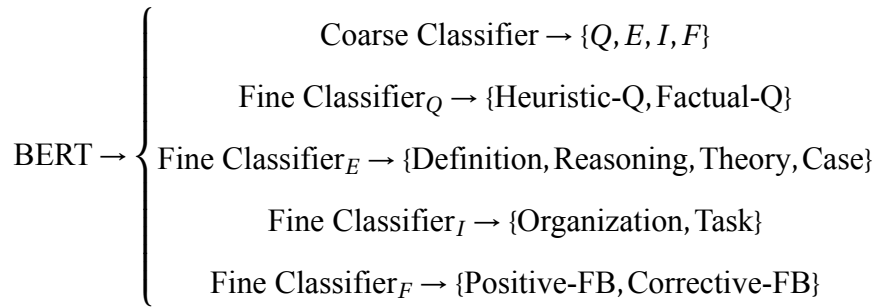 Coarse Classifier → {Q, E, I, F}
Fine Classifier_Q → {Heuristic-Q, Factual-Q}
BERT → { Fine Classifier_E → {Definition, Reasoning, Theory, Case}
Fine Classifier_I → {Organization, Task}
Fine Classifier_F → {Positive-FB, Corrective-FB}